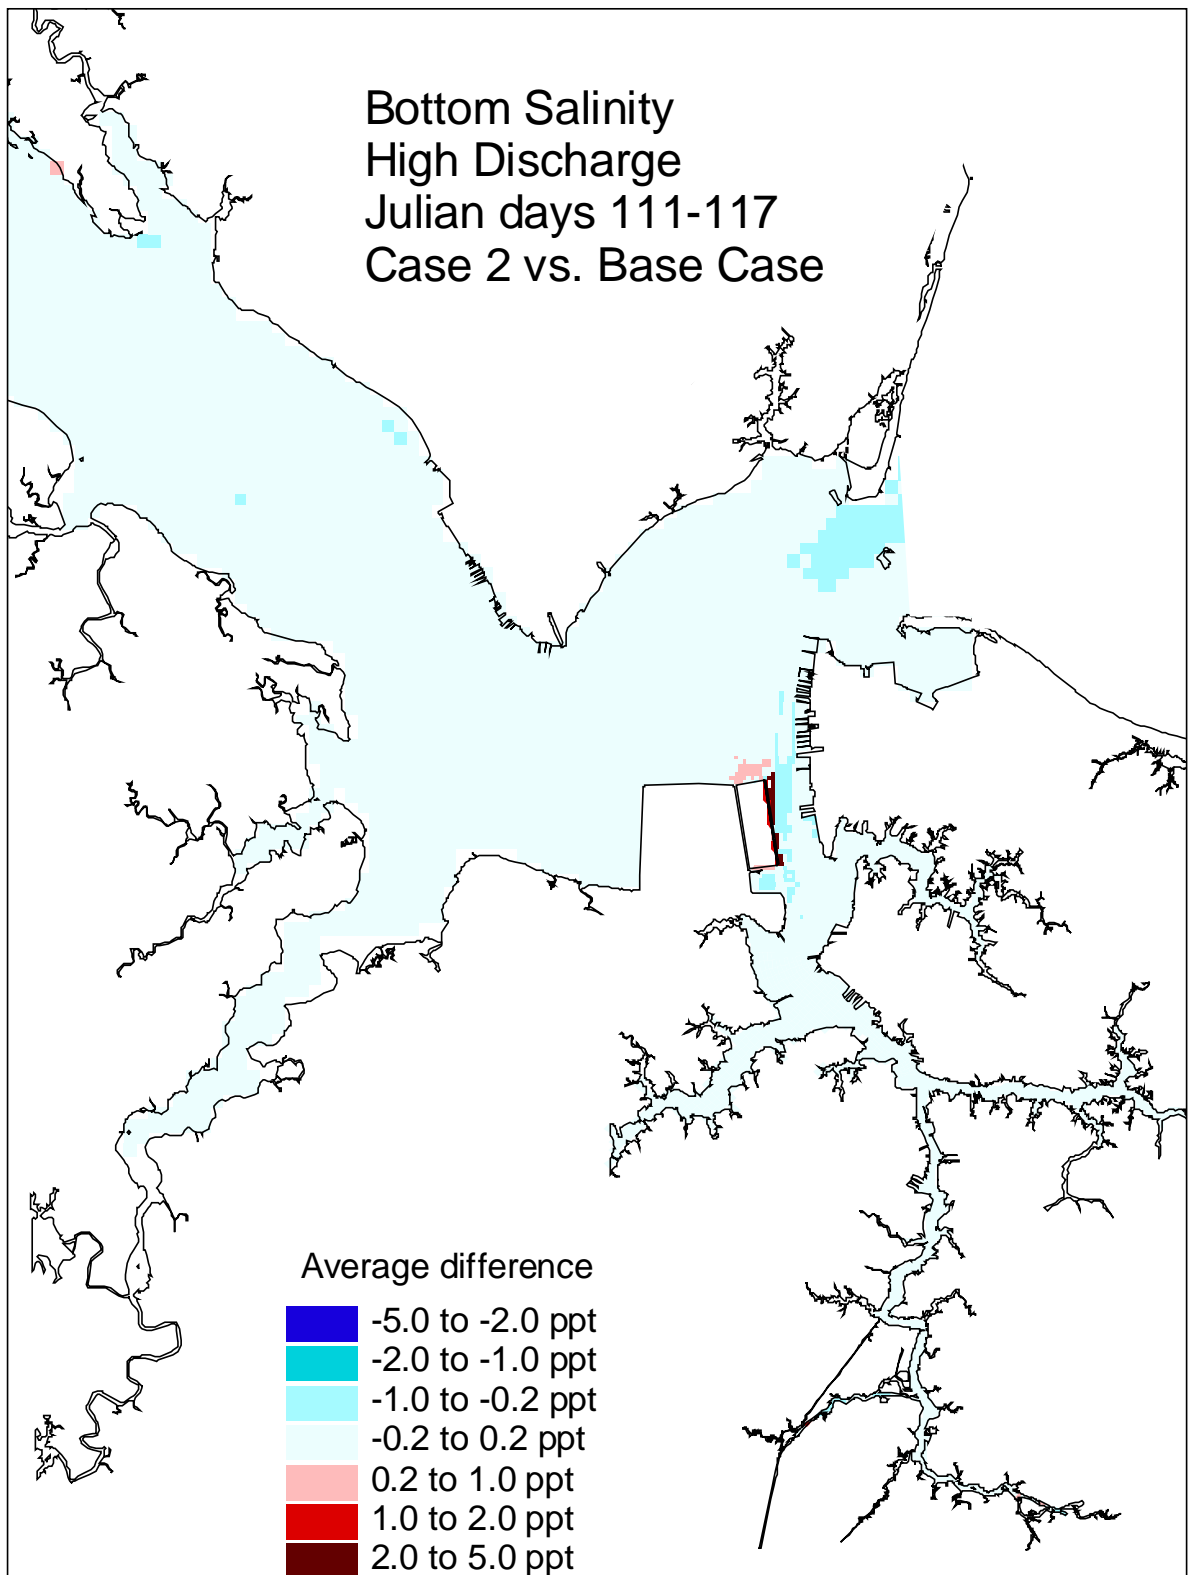 Bottom Salinity
High Discharge
Julian days 111-117
Case 2 vs. Base Case
Average difference
-5.0 to -2.0 ppt
-2.0 to -1.0 ppt
-1.0 to -0.2 ppt
-0.2 to 0.2 ppt
0.2 to 1.0 ppt
1.0 to 2.0 ppt
2.0 to 5.0 ppt